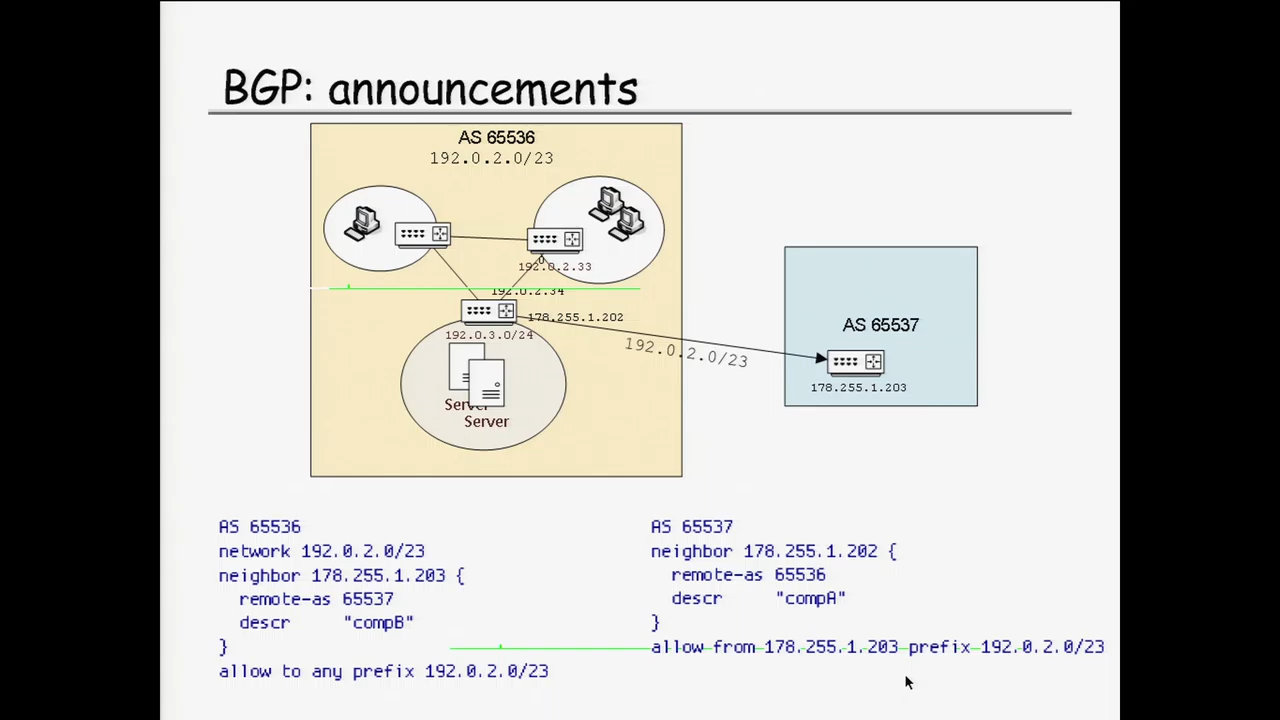 BGP: announcements
AS 65536
192.0.2.0/23
192.0.2.33
192.0.2.34
178.255.1.202
192.0.3.0/24
192.0.2.0/23
Server
Server
AS 65537
178.255.1.203
AS 65536
network 192.0.2.0/23
neighbor 178.255.1.203 {
remote-as 65537
descr "compB"
}
allow to any prefix 192.0.2.0/23
AS 65537
neighbor 178.255.1.202 {
remote-as 65536
descr "compA"
}
allow from 178.255.1.203 prefix 192.0.2.0/23